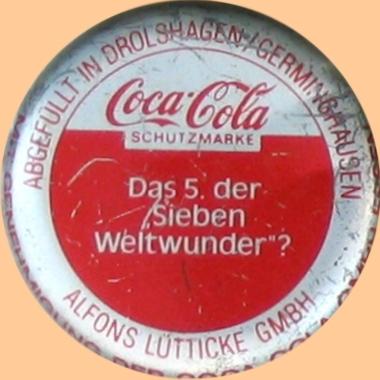 ABGEFÜLLT IN DROLSHAGEN/GERMINGHAUSEN
Coca-Cola
SCHUTZMARKE
Das 5. der
„Sieben
Weltwunder"?
ALFONS LÜTTICKE GMBH